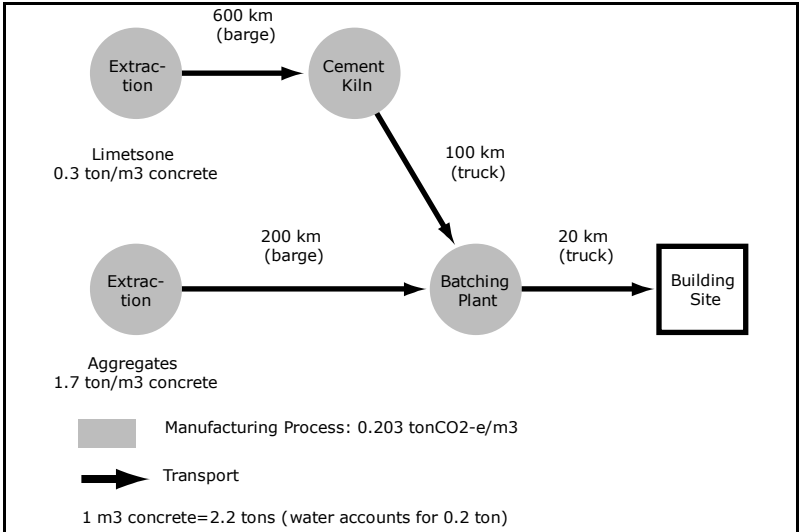 600 km
(barge)
Extrac-
tion
Cement
Kiln
Limetsone
0.3 ton/m3 concrete
100 km
(truck)
200 km
(barge)
20 km
(truck)
Extrac-
tion
Batching
Plant
Building
Site
Aggregates
1.7 ton/m3 concrete
Manufacturing Process: 0.203 tonCO2-e/m3
Transport
1 m3 concrete=2.2 tons (water accounts for 0.2 ton)